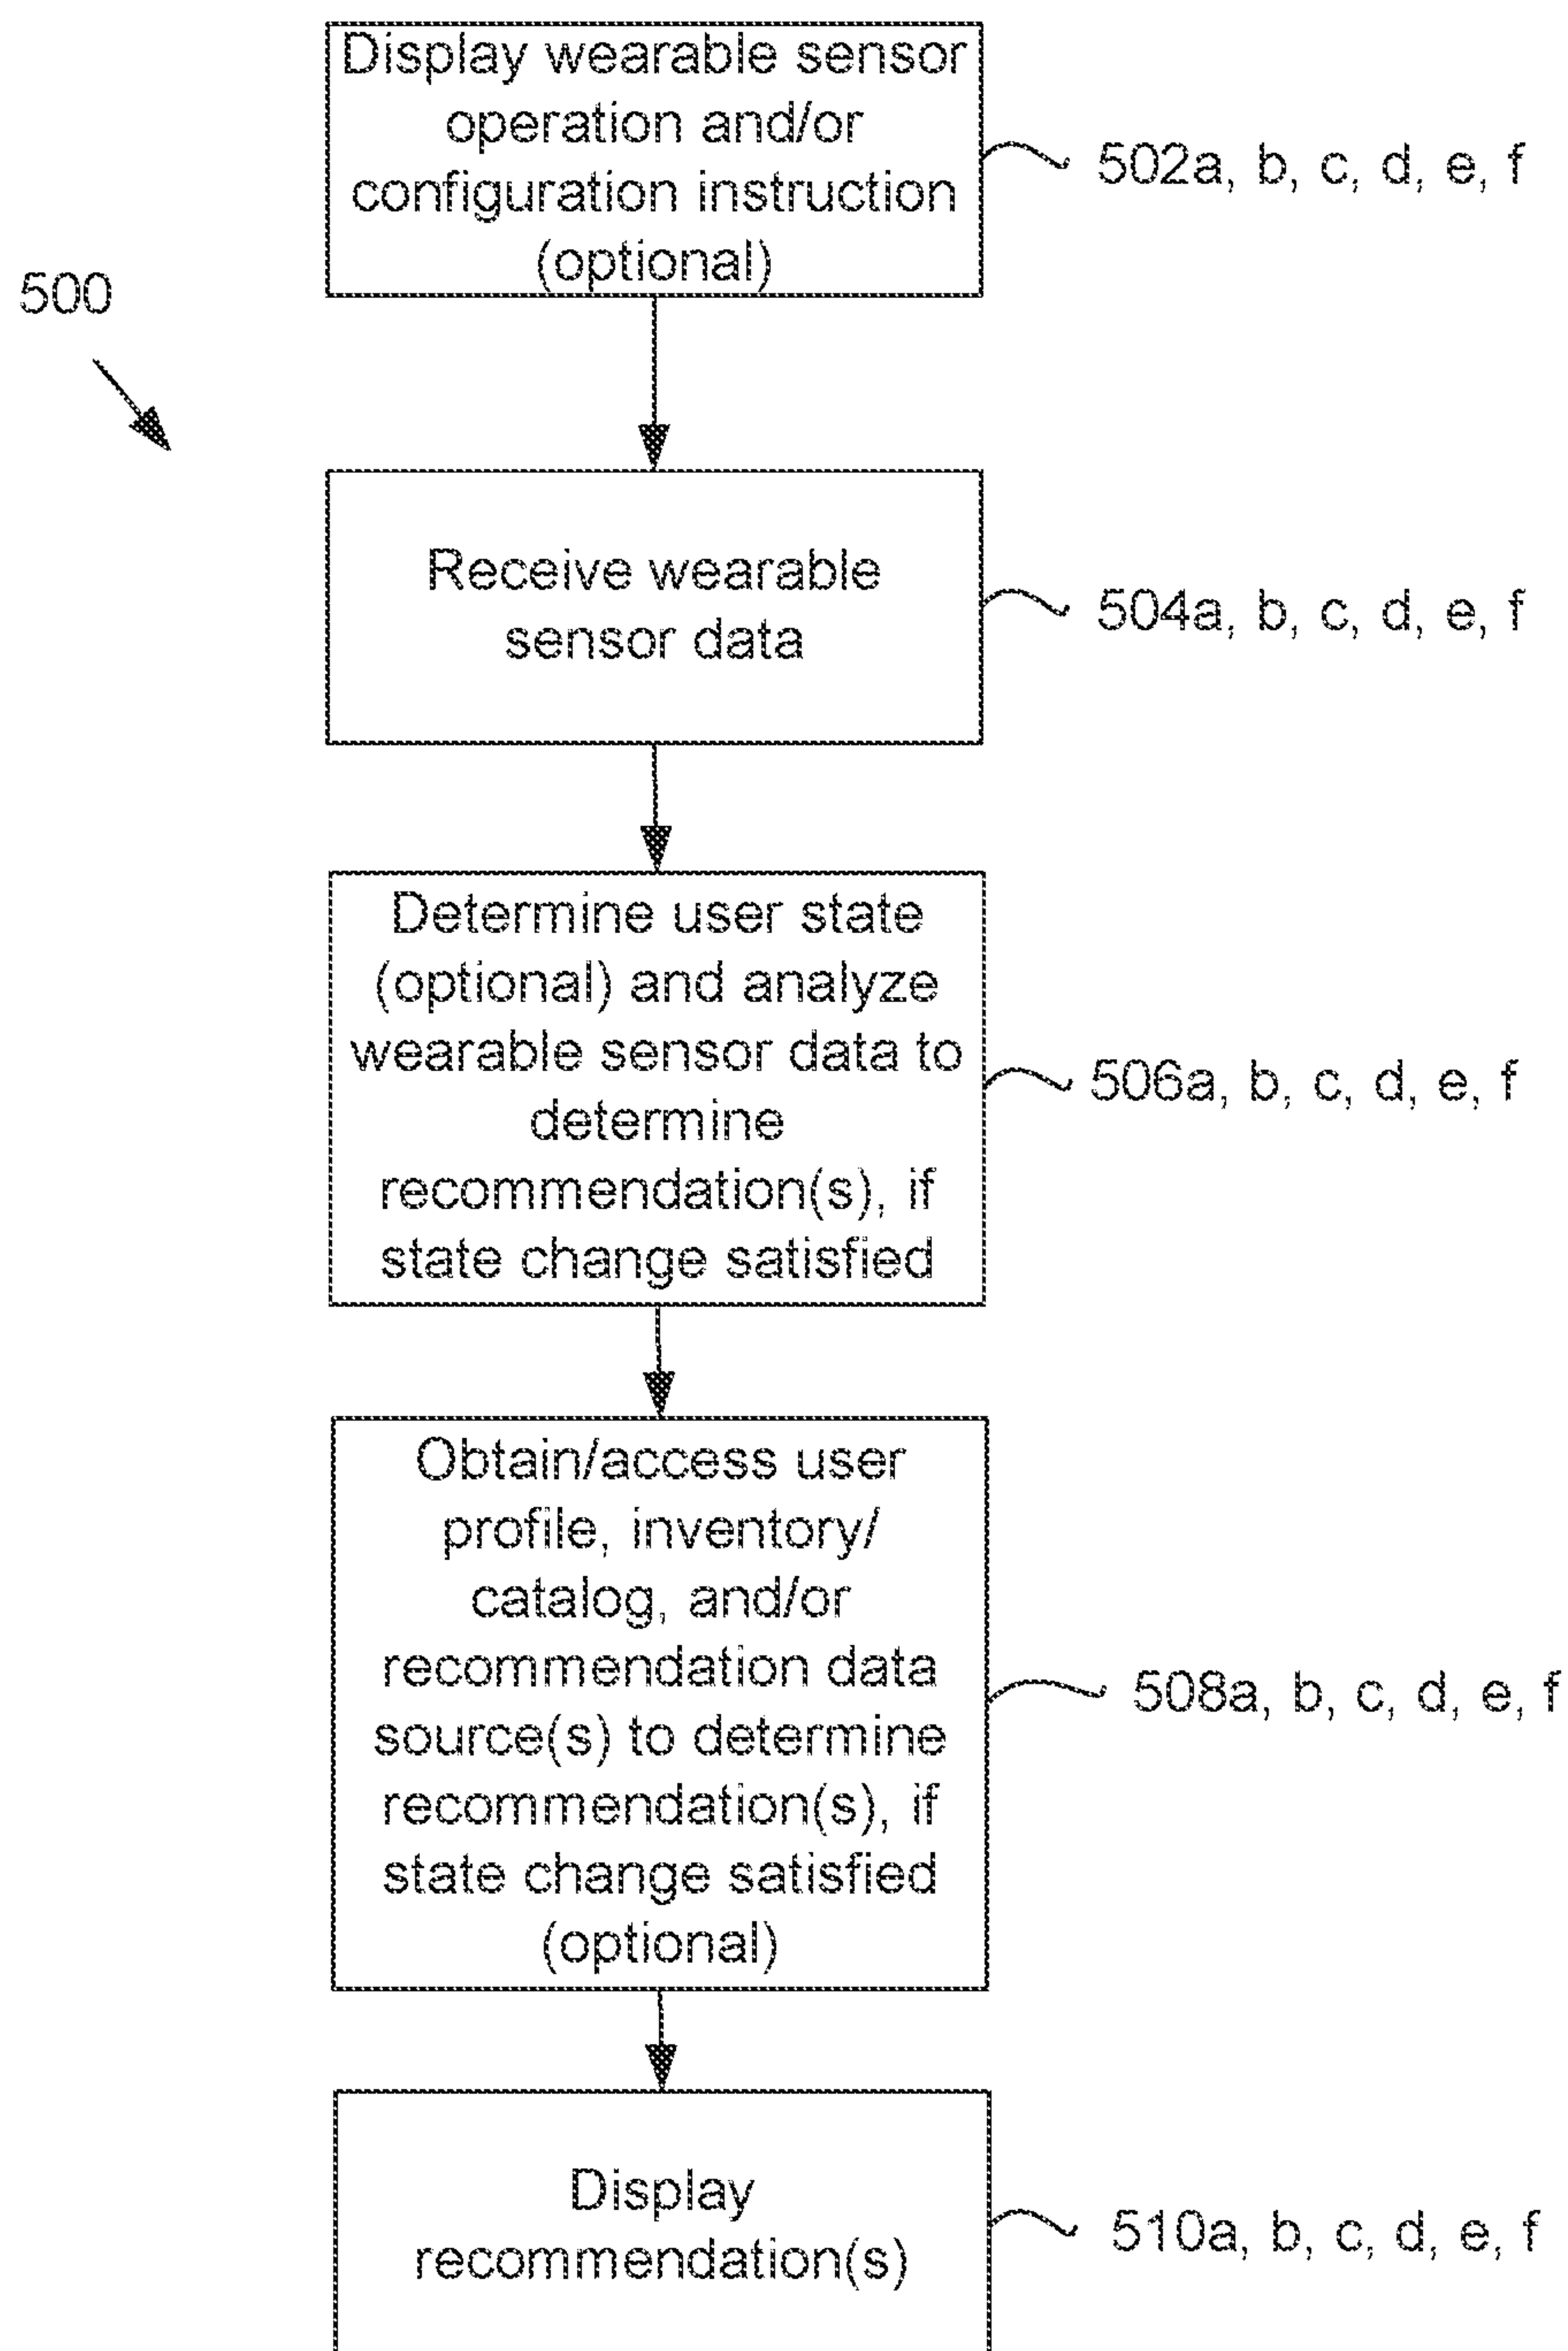 Display wearable sensor
operation and/or
configuration instruction
(optional)
502a, b, c, d, e, f
500
Receive wearable
sensor data
504a, b, c, d, e, f
Determine user state
(optional) and analyze
wearable sensor data to
determine
recommendation(s), if
state change satisfied
506a, b, c, d, e, f
Obtain/access user
profile, inventory/
catalog, and/or
recommendation data
source(s) to determine
recommendation(s), if
state change satisfied
(optional)
508a, b, c, d, e, f
Display
recommendation(s)
510a, b, c, d, e, f